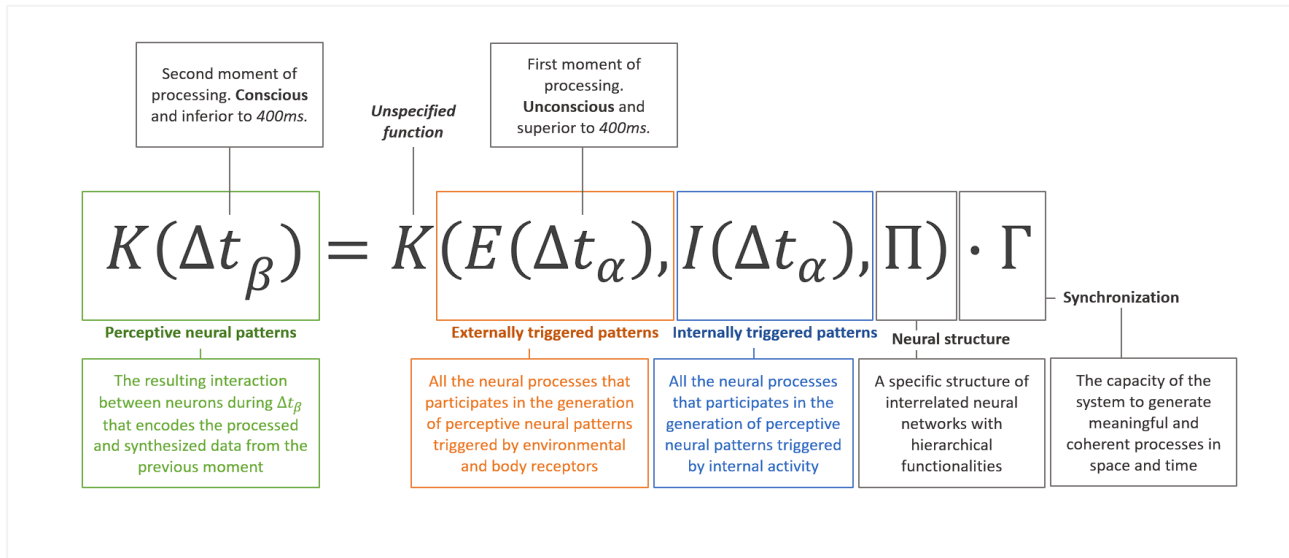 Second moment of
processing. Conscious
and inferior to 400ms.
Unspecified
function
First moment of
processing.
Unconscious and
superior to 400ms.
K(Δt_β) = K(E(Δt_α), I(Δt_α), Π) · Γ
Perceptive neural patterns
Externally triggered patterns
Internally triggered patterns
Neural structure
Synchronization
The resulting interaction
between neurons during Δt_β
that encodes the processed
and synthesized data from the
previous moment
All the neural processes that
participates in the generation
of perceptive neural patterns
triggered by environmental
and body receptors
All the neural processes
that participates in the
generation of perceptive
neural patterns triggered
by internal activity
A specific structure of
interrelated neural
networks with
hierarchical
functionalities
The capacity of the
system to generate
meaningful and
coherent processes in
space and time